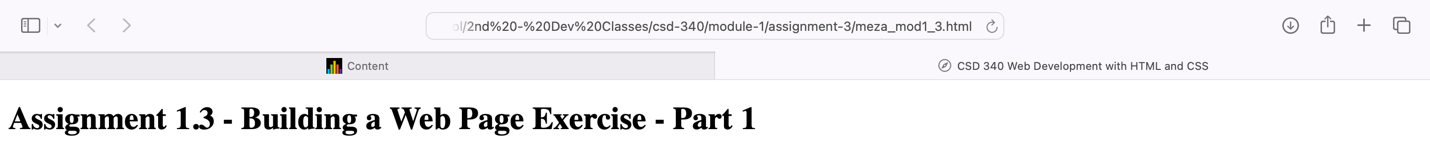 ol/2nd%20-%20Dev%20Classes/csd-340/module-1/assignment-3/meza_mod1_3.html
Content
CSD 340 Web Development with HTML and CSS
Assignment 1.3 - Building a Web Page Exercise - Part 1